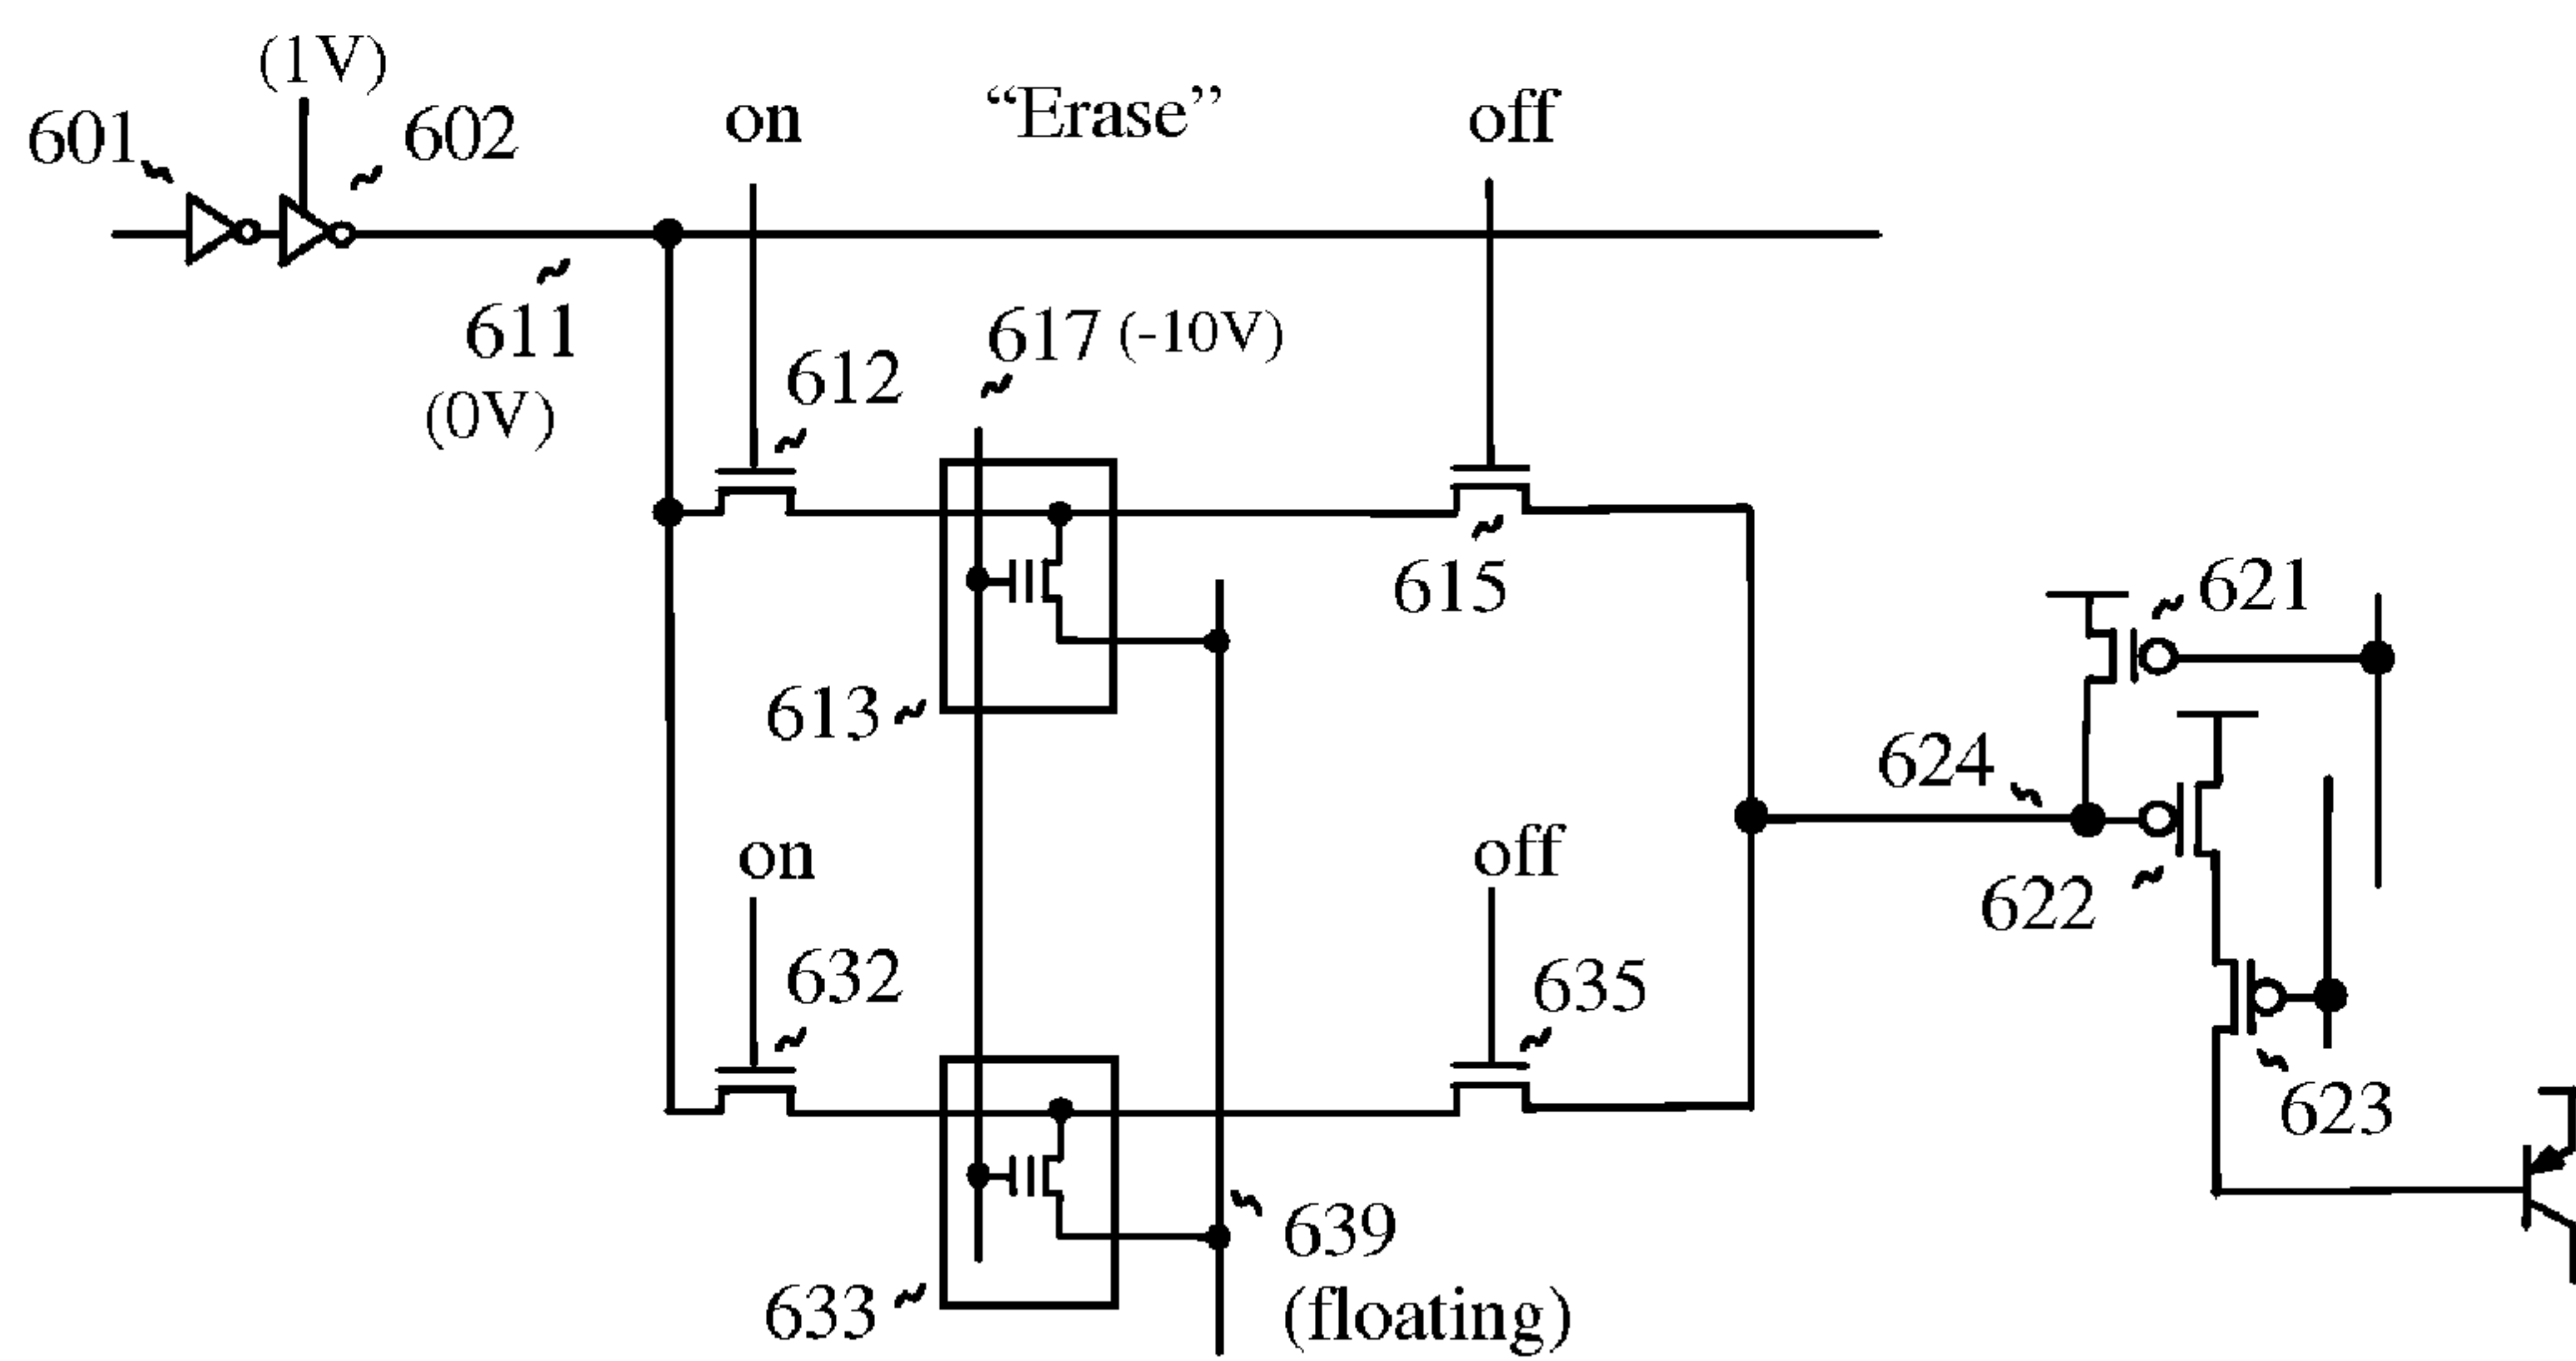 (1V)
601
602
on
“Erase”
off
611
(0V)
617 (-10V)
612
615
613
621
624
622
on
off
632
635
623
639
(floating)
633